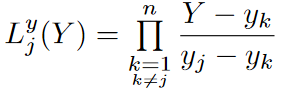 $L_j^y(Y) = \prod_{\substack{k=1 \\ k \neq j}}^{n} \frac{Y - y_k}{y_j - y_k}$